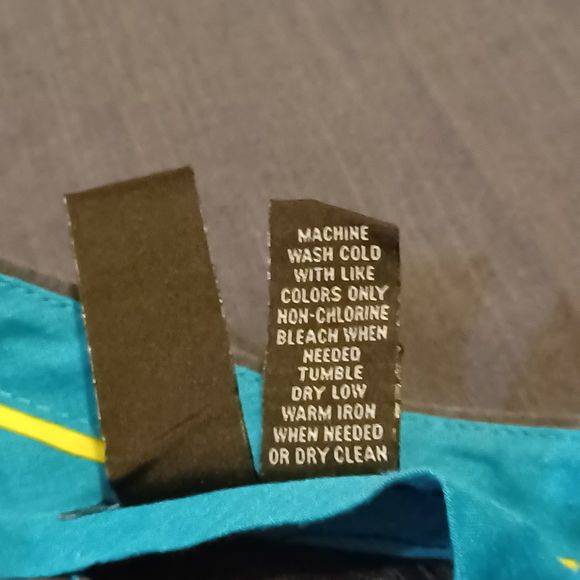 MACHINE
WASH COLD
WITH LIKE
COLORS ONLY
NON-CHLORINE
BLEACH WHEN
NEEDED
TUMBLE
DRY LOW
WARM IRON
WHEN NEEDED
OR DRY CLEAN